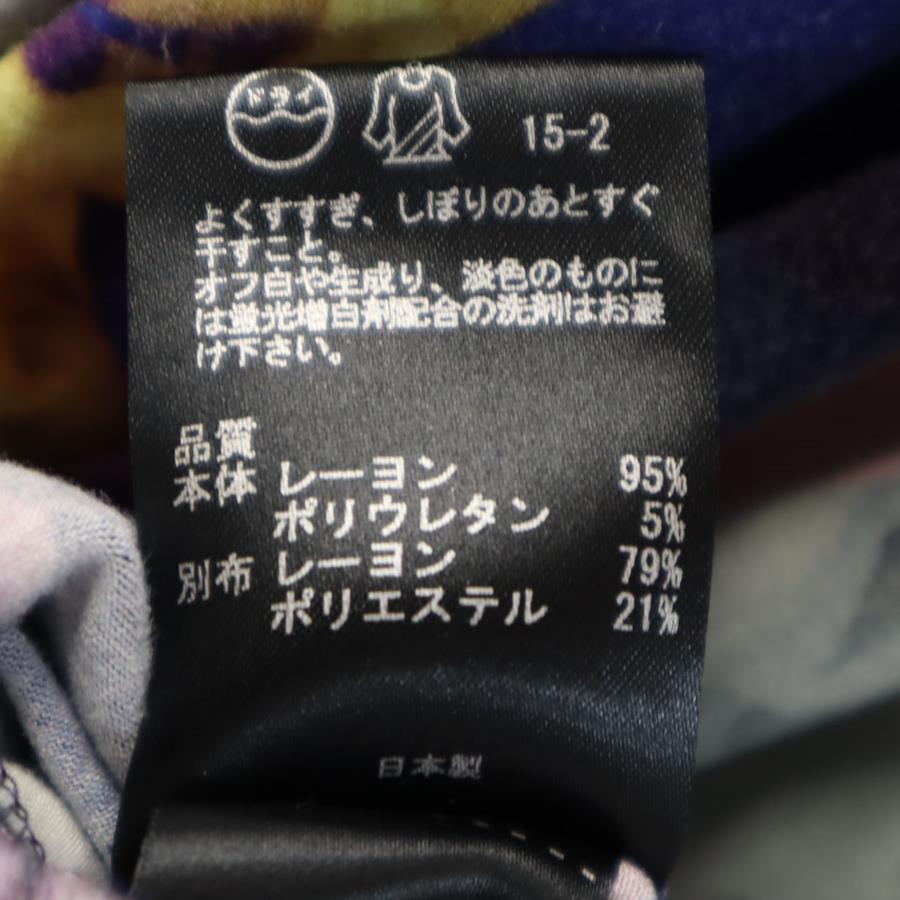 ドライ
15-2
よくすすぎ、しぼりのあとすぐ
干すこと。
オフ白や生成り、淡色のものに
は蛍光増白剤配合の洗剤はお避
け下さい。
品質
本体 レーヨン 95%
ポリウレタン 5%
別布 レーヨン 79%
ポリエステル 21%
日本製